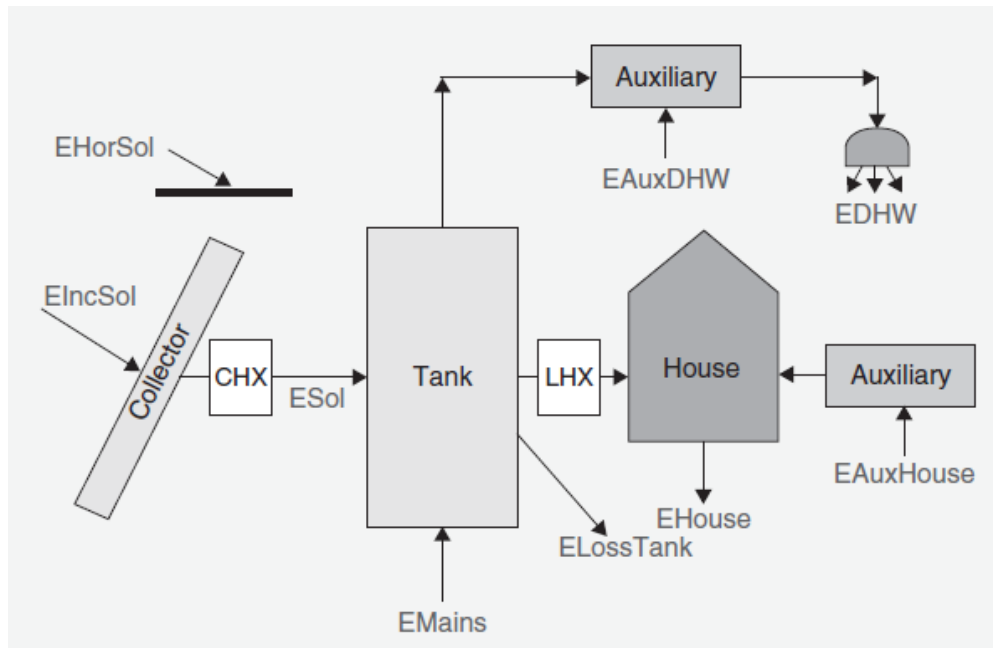 Auxiliary
EHorSol
EAuxDHW
EDHW
EIncSol
Collector
CHX
ESol
Tank
LHX
House
Auxiliary
EAuxHouse
EHouse
ELossTank
EMains